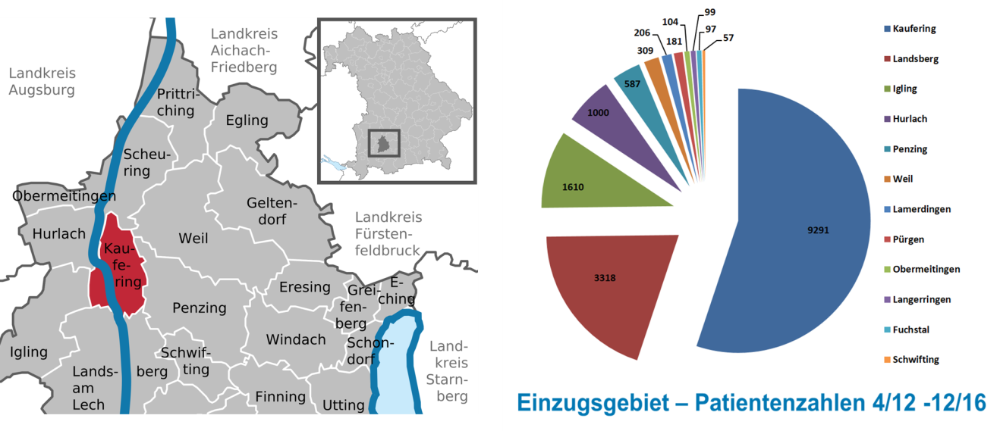 Landkreis
Augsburg
Landkreis
Aichach-
Friedberg
Prittri-
ching
Egling
Scheu-
ring
Obermeitingen
Gelten-
dorf
Hurlach
Weil
Landkreis
Fürsten-
feldbruck
Kau-
fe-
ring
Eresing
Grei-
fen-
berg
E-
ching
Penzing
Windach
Schon-
dorf
Igling
Schwif-
ting
Land-
kreis
Starn-
berg
Lands-
am
Lech
berg
Finning
Utting
99
104
97
206
181
57
309
587
1000
1610
9291
3318
Kaufering
Landsberg
Igling
Hurlach
Penzing
Weil
Lamerdingen
Pürgen
Obermeitingen
Langerringen
Fuchstal
Schwifting
Einzugsgebiet – Patientenzahlen 4/12 -12/16